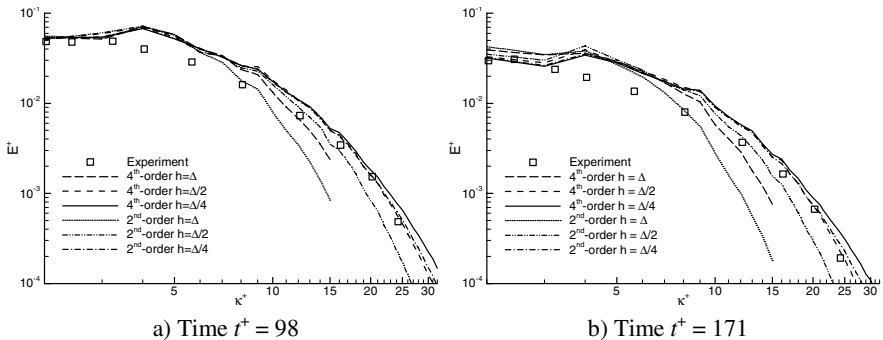 10⁻¹
10⁻²
10⁻³
10⁻⁴
E⁺
5
10
15
20
25
30
κ⁺
Experiment
4ᵗʰ-order h=Δ
4ᵗʰ-order h=Δ/2
4ᵗʰ-order h=Δ/4
2ⁿᵈ-order h=Δ
2ⁿᵈ-order h=Δ/2
2ⁿᵈ-order h=Δ/4
a) Time t⁺ = 98
10⁻¹
10⁻²
10⁻³
10⁻⁴
E⁺
5
10
15
20
25
30
κ⁺
Experiment
4ᵗʰ-order h = Δ
4ᵗʰ-order h = Δ/2
4ᵗʰ-order h = Δ/4
2ⁿᵈ-order h = Δ
2ⁿᵈ-order h = Δ/2
2ⁿᵈ-order h = Δ/4
b) Time t⁺ = 171